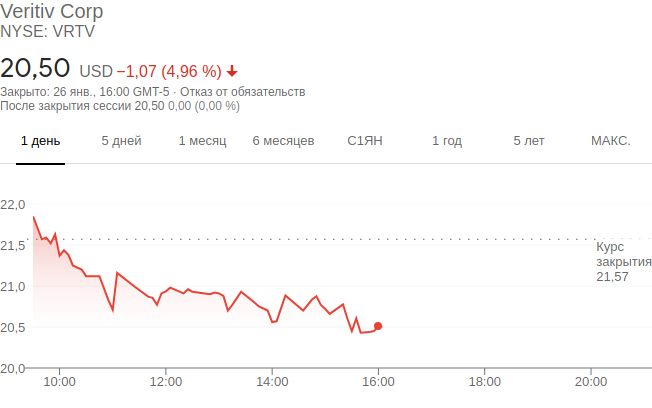 Veritiv Corp
NYSE: VRTV
20,50 USD −1,07 (4,96 %)
Закрыто: 26 янв., 16:00 GMT-5 · Отказ от обязательств
После закрытия сессии 20,50 0,00 (0,00 %)
1 день 5 дней 1 месяц 6 месяцев С1ЯН 1 год 5 лет МАКС.
22,0
21,5
Курс
закрытия
21,57
21,0
20,5
20,0
10:00 12:00 14:00 16:00 18:00 20:00